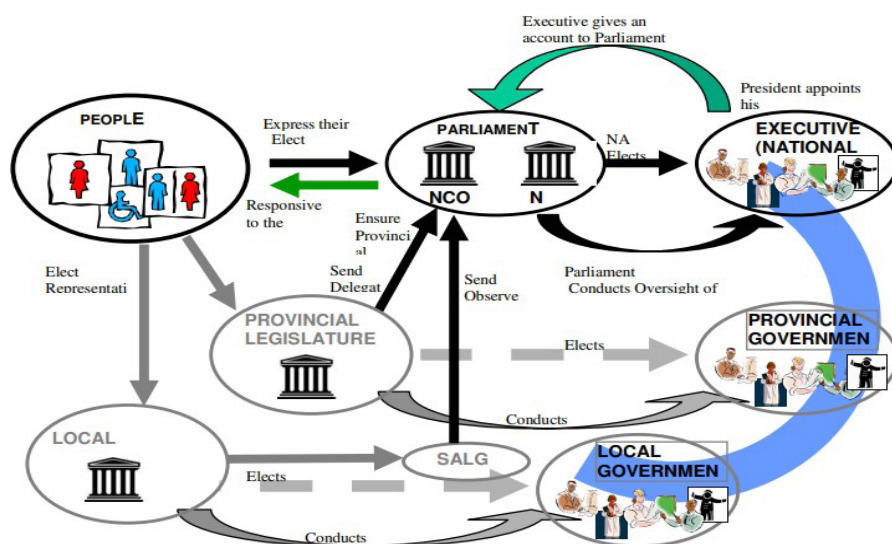 Executive gives an
account to Parliament
President appoints
his
PEOPLE
Express their
Elect
PARLIAMENT
NA
Elects
EXECUTIVE
(NATIONAL
NCO
N
Responsive
to the
Ensure
Provinci
al
Elect
Representati
Send
Delegat
Send
Observe
Parliament
Conducts Oversight of
PROVINCIAL
LEGISLATURE
Elects
PROVINCIAL
GOVERNMEN
Conducts
LOCAL
Elects
SALG
LOCAL
GOVERNMEN
Conducts